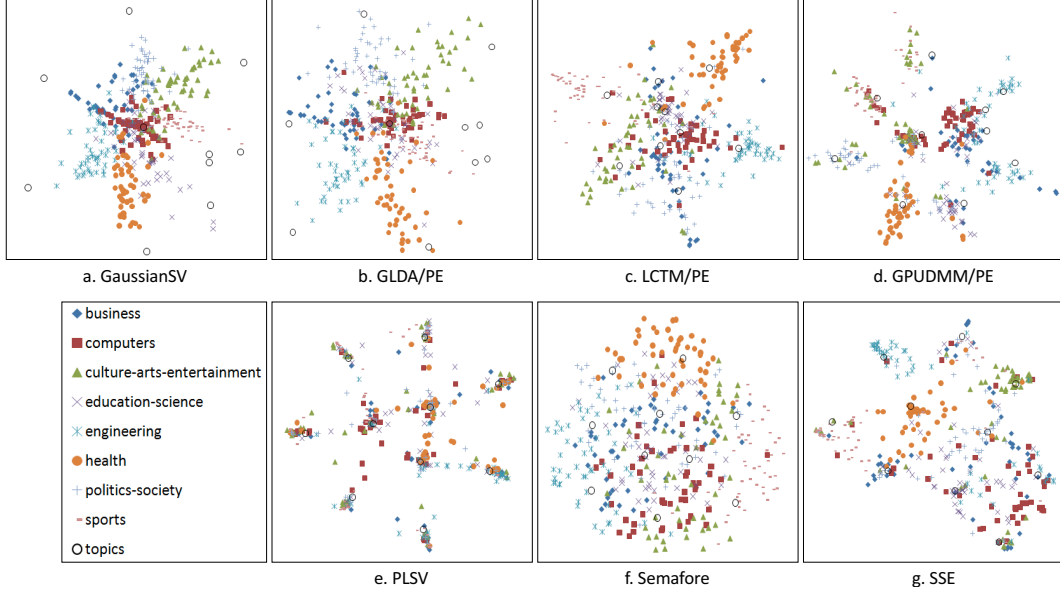 a. GaussianSV
b. GLDA/PE
c. LCTM/PE
d. GPUDMM/PE
business
computers
culture-arts-entertainment
education-science
engineering
health
politics-society
sports
topics
e. PLSV
f. Semafore
g. SSE